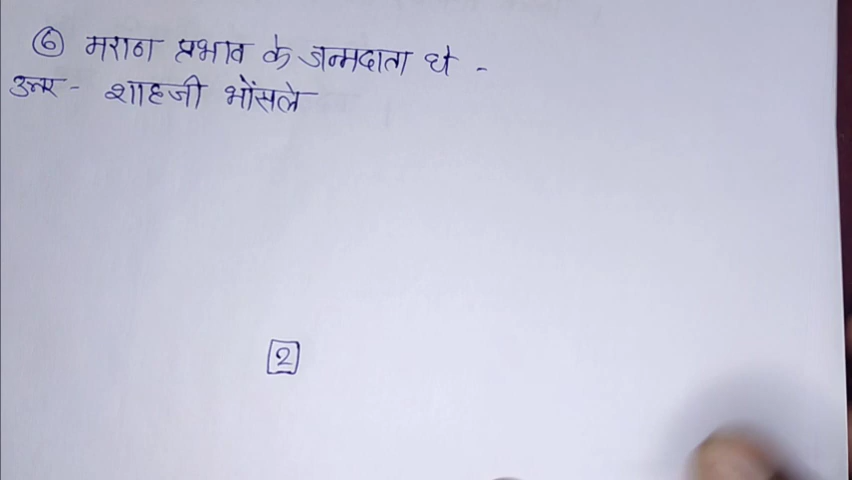 ⑥ मराठा प्रभाव के जन्मदाता थे -
उत्तर - शाहजी भोंसले
2